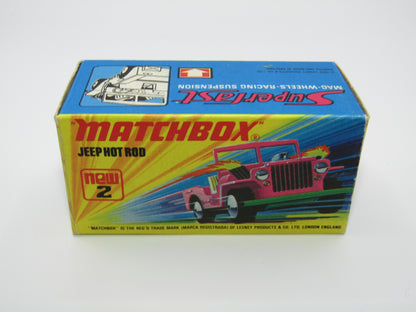 Superfast
MAG-WHEELS-RACING SUSPENSION
"MATCHBOX"®
JEEP HOT ROD
new
2
"MATCHBOX" IS THE REG'D TRADE MARK (MARCA REGISTRADA) OF LESNEY PRODUCTS & CO. LTD. LONDON ENGLAND